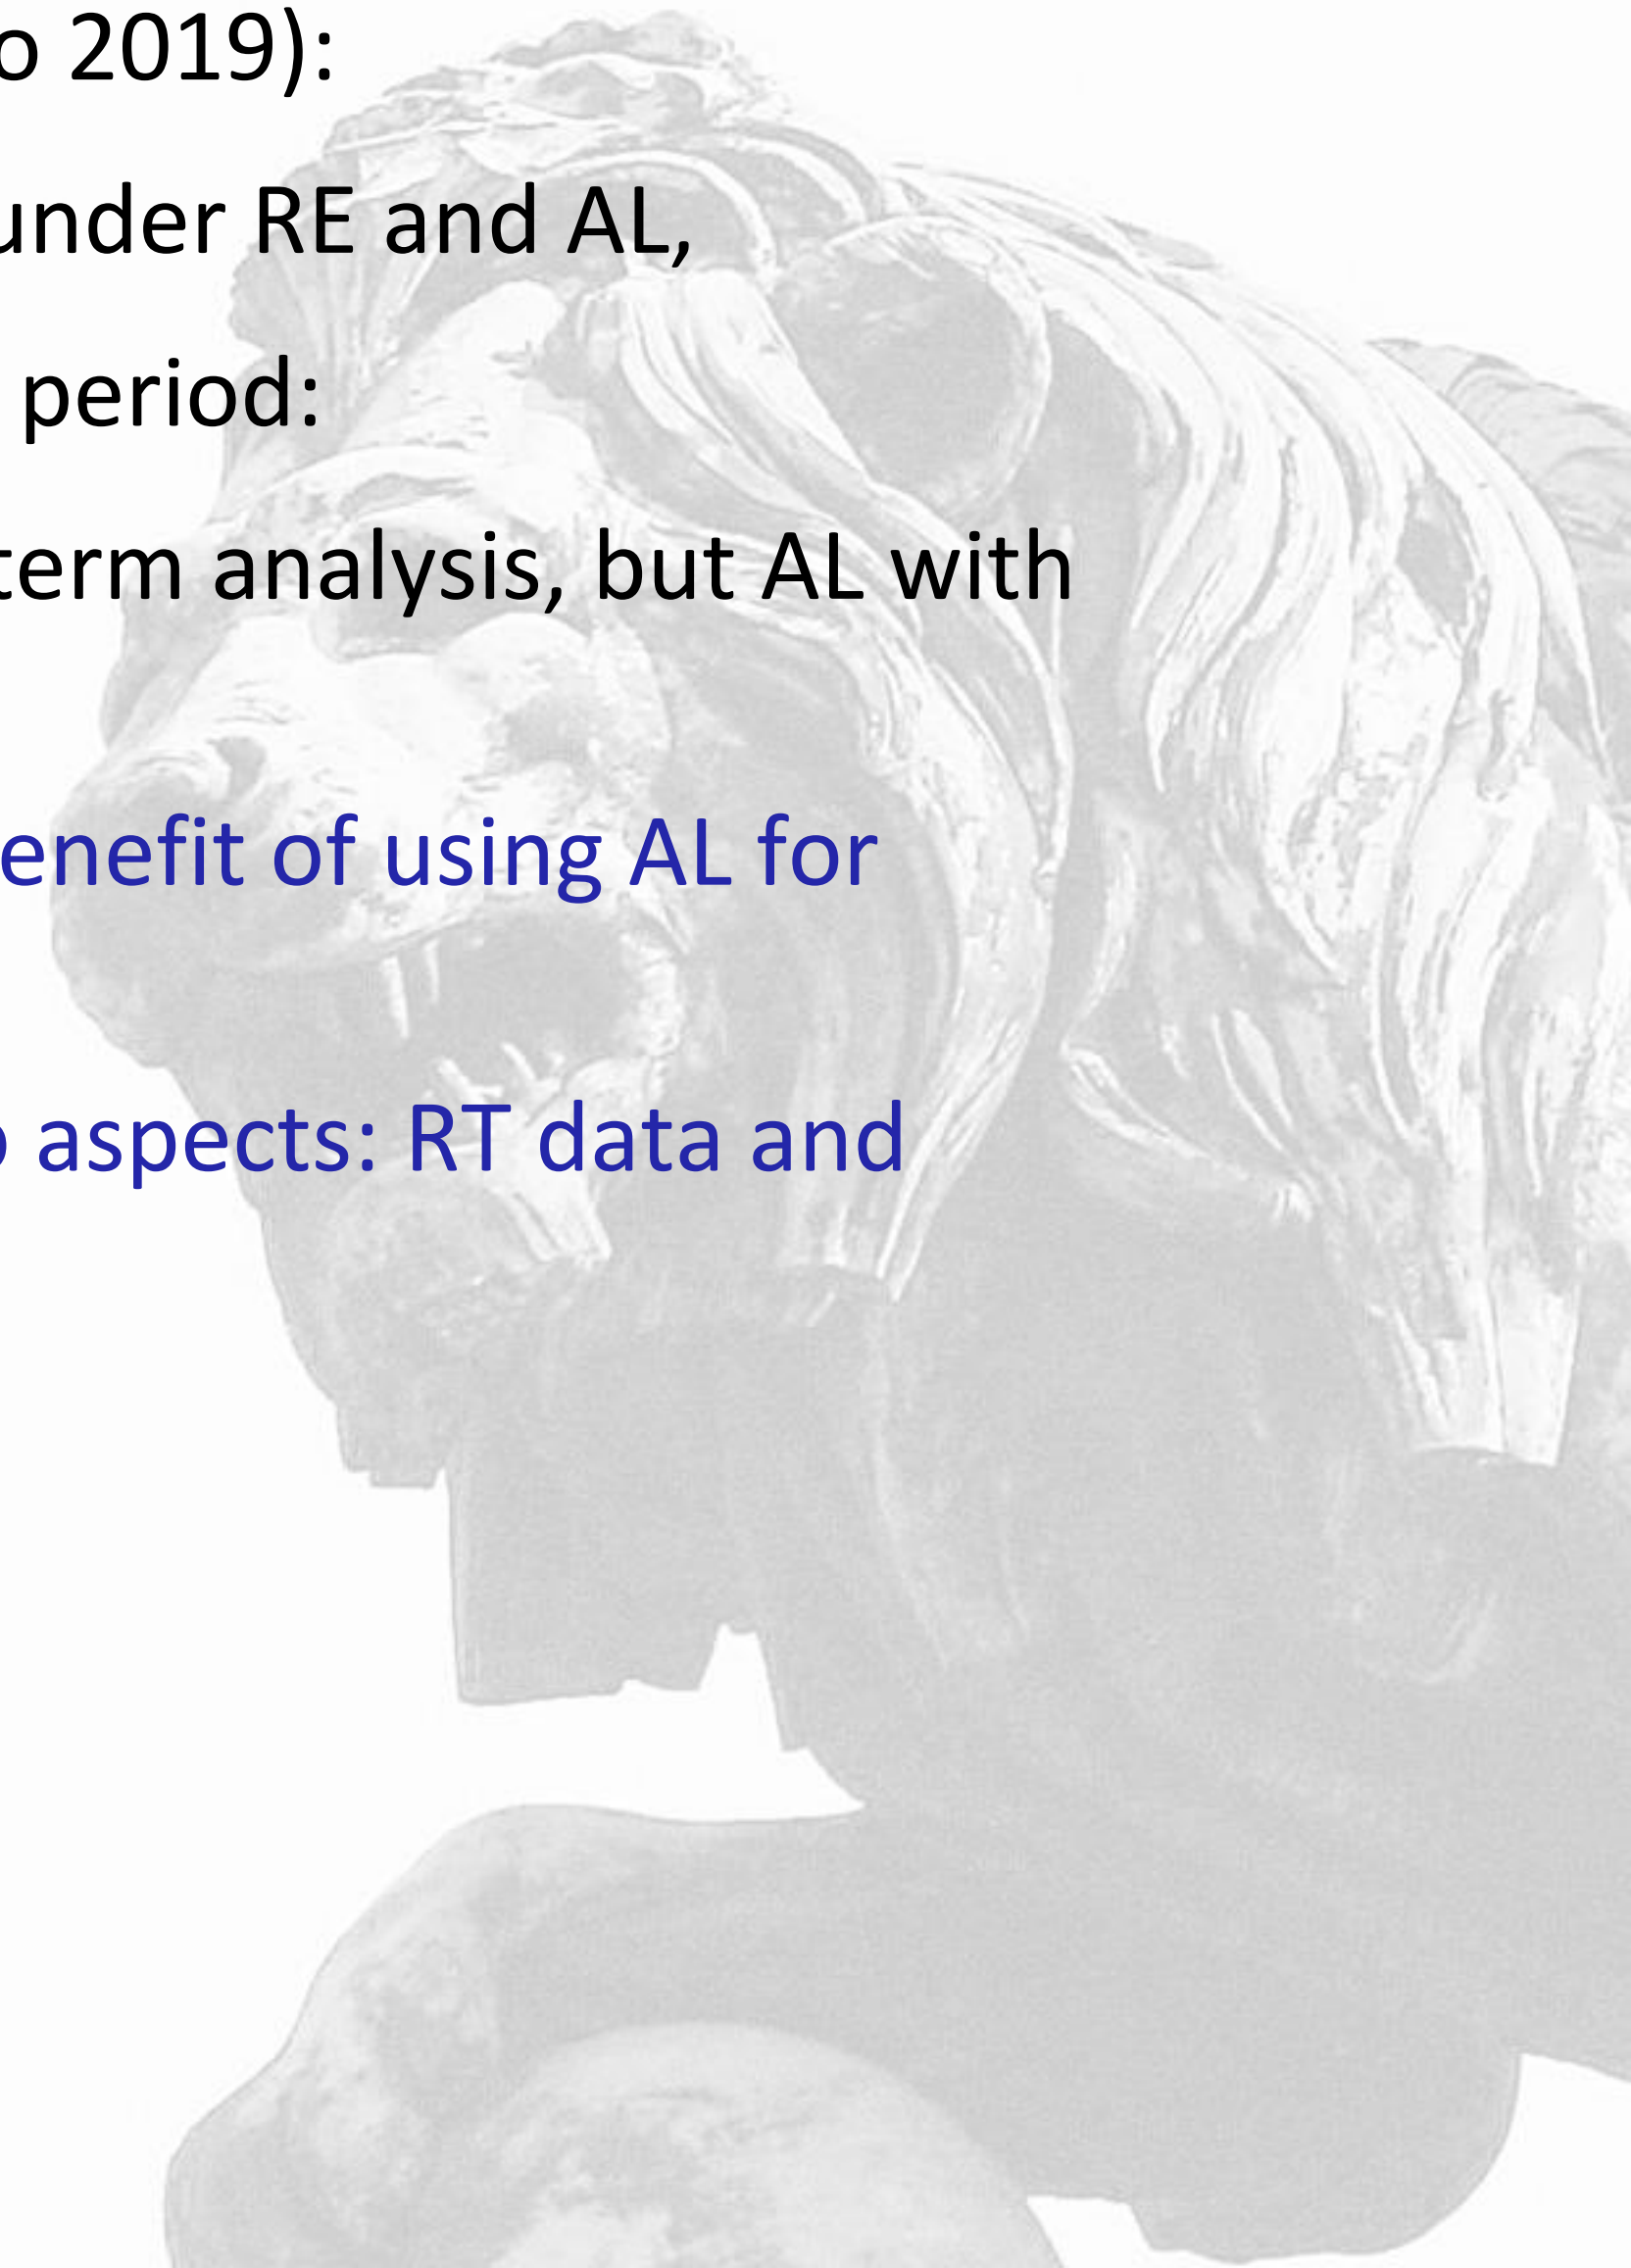 o 2019):
under RE and AL,
period:
term analysis, but AL with
enefit of using AL for
o aspects: RT data and